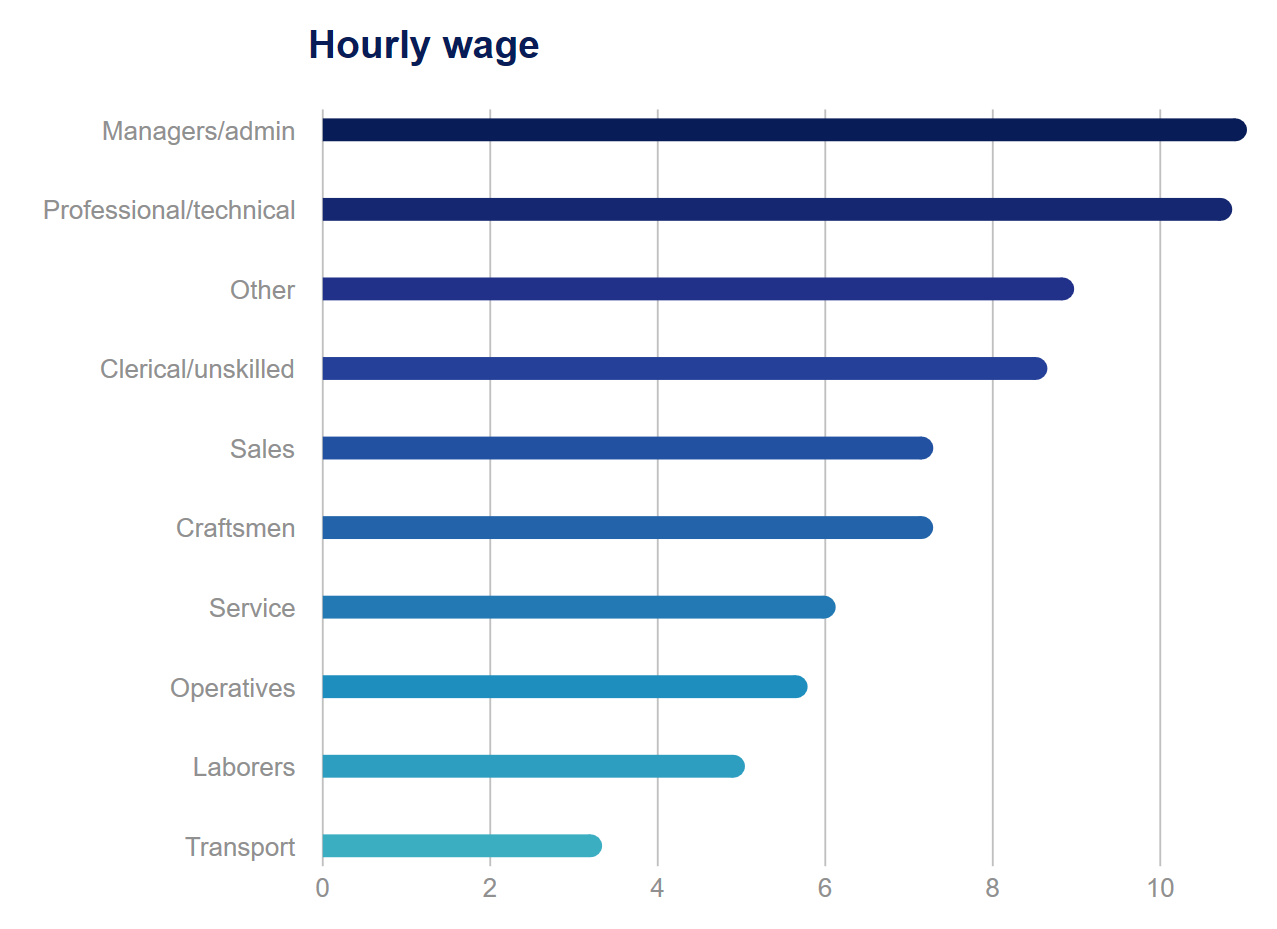 Hourly wage
Managers/admin
Professional/technical
Other
Clerical/unskilled
Sales
Craftsmen
Service
Operatives
Laborers
Transport
0 2 4 6 8 10